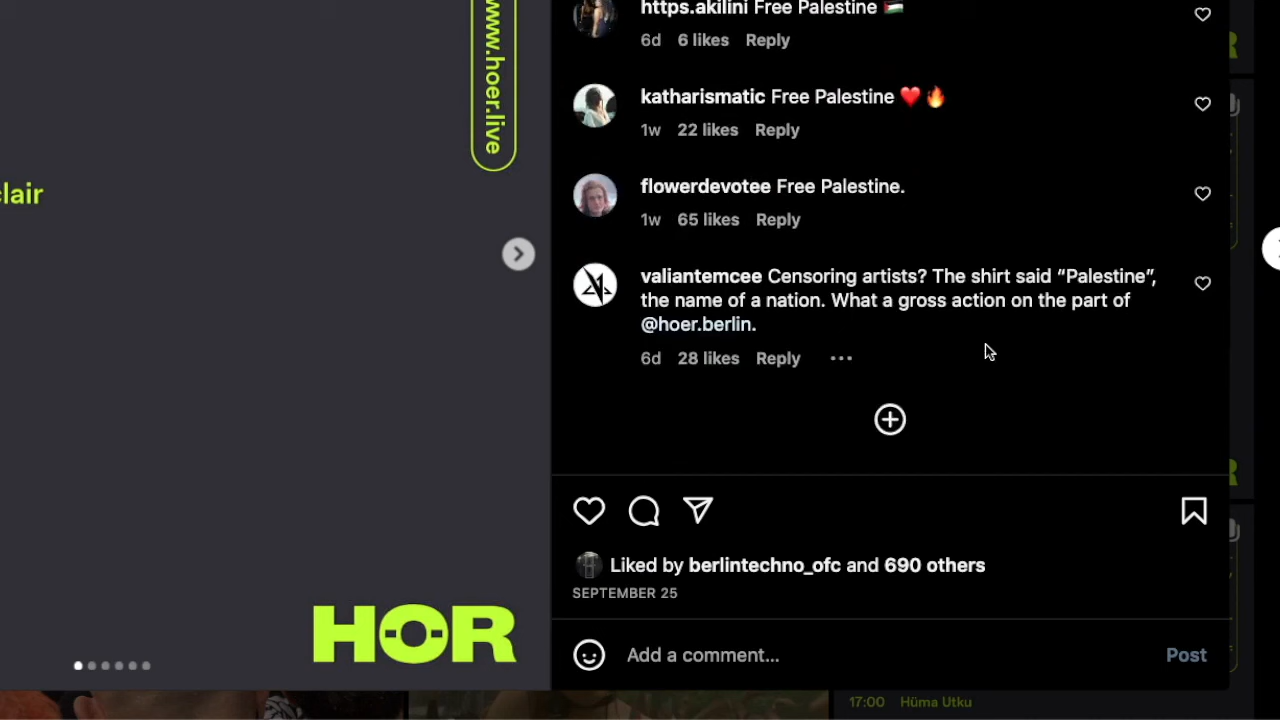 www.hoer.live
clair
HOR
https.akilini Free Palestine 🇵🇸
6d 6 likes Reply
katharismatic Free Palestine ❤️🔥
1w 22 likes Reply
flowerdevotee Free Palestine.
1w 65 likes Reply
valiantemcee Censoring artists? The shirt said “Palestine”,
the name of a nation. What a gross action on the part of
@hoer.berlin.
6d 28 likes Reply
Liked by berlintechno_ofc and 690 others
SEPTEMBER 25
Add a comment... Post
17:00 Hüma Utku